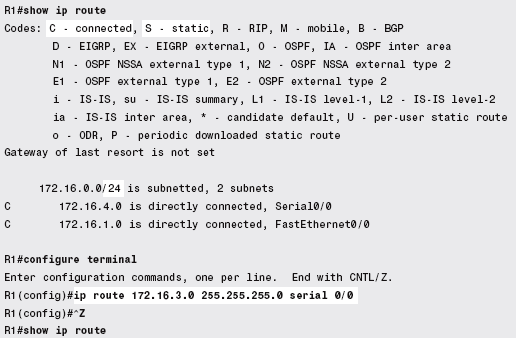 R1#show ip route
Codes: C - connected, S - static, R - RIP, M - mobile, B - BGP
D - EIGRP, EX - EIGRP external, O - OSPF, IA - OSPF inter area
N1 - OSPF NSSA external type 1, N2 - OSPF NSSA external type 2
E1 - OSPF external type 1, E2 - OSPF external type 2
i - IS-IS, su - IS-IS summary, L1 - IS-IS level-1, L2 - IS-IS level-2
ia - IS-IS inter area, * - candidate default, U - per-user static route
o - ODR, P - periodic downloaded static route
Gateway of last resort is not set
172.16.0.0/24 is subnetted, 2 subnets
C 172.16.4.0 is directly connected, Serial0/0
C 172.16.1.0 is directly connected, FastEthernet0/0
R1#configure terminal
Enter configuration commands, one per line. End with CNTL/Z.
R1(config)#ip route 172.16.3.0 255.255.255.0 serial 0/0
R1(config)#^Z
R1#show ip route